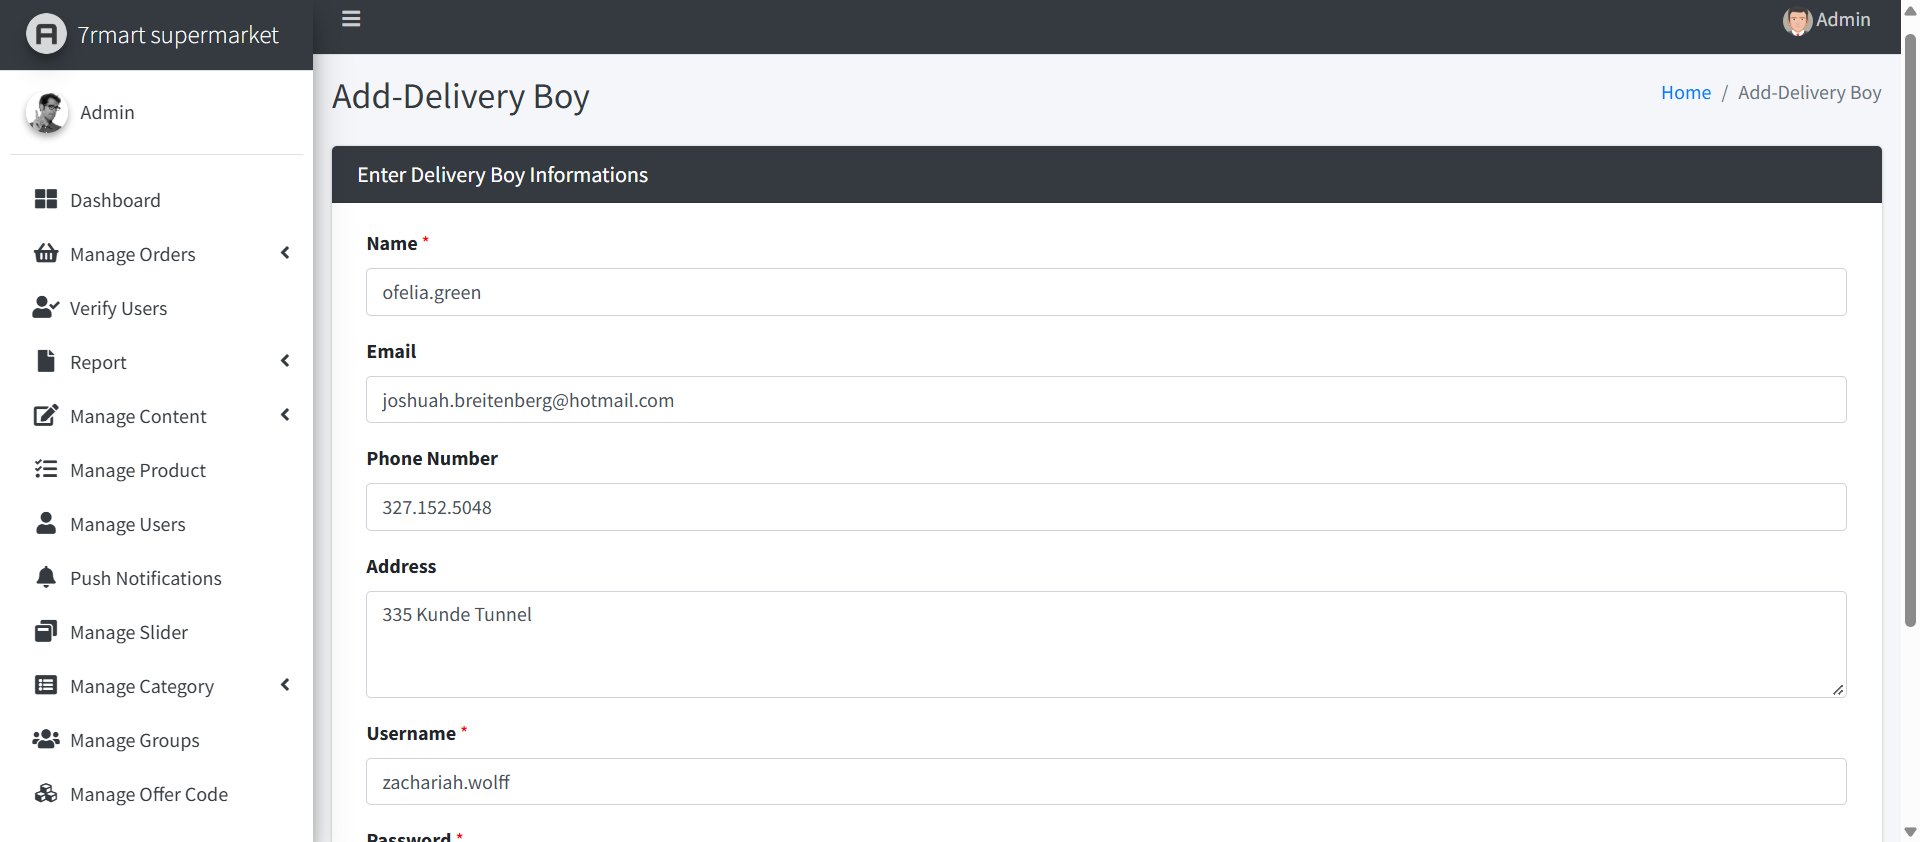 7rmart supermarket
Admin
Admin
Dashboard
Manage Orders
Verify Users
Report
Manage Content
Manage Product
Manage Users
Push Notifications
Manage Slider
Manage Category
Manage Groups
Manage Offer Code
Add-Delivery Boy
Home / Add-Delivery Boy
Enter Delivery Boy Informations
Name *
ofelia.green
Email
joshuah.breitenberg@hotmail.com
Phone Number
327.152.5048
Address
335 Kunde Tunnel
Username *
zachariah.wolff
Password *